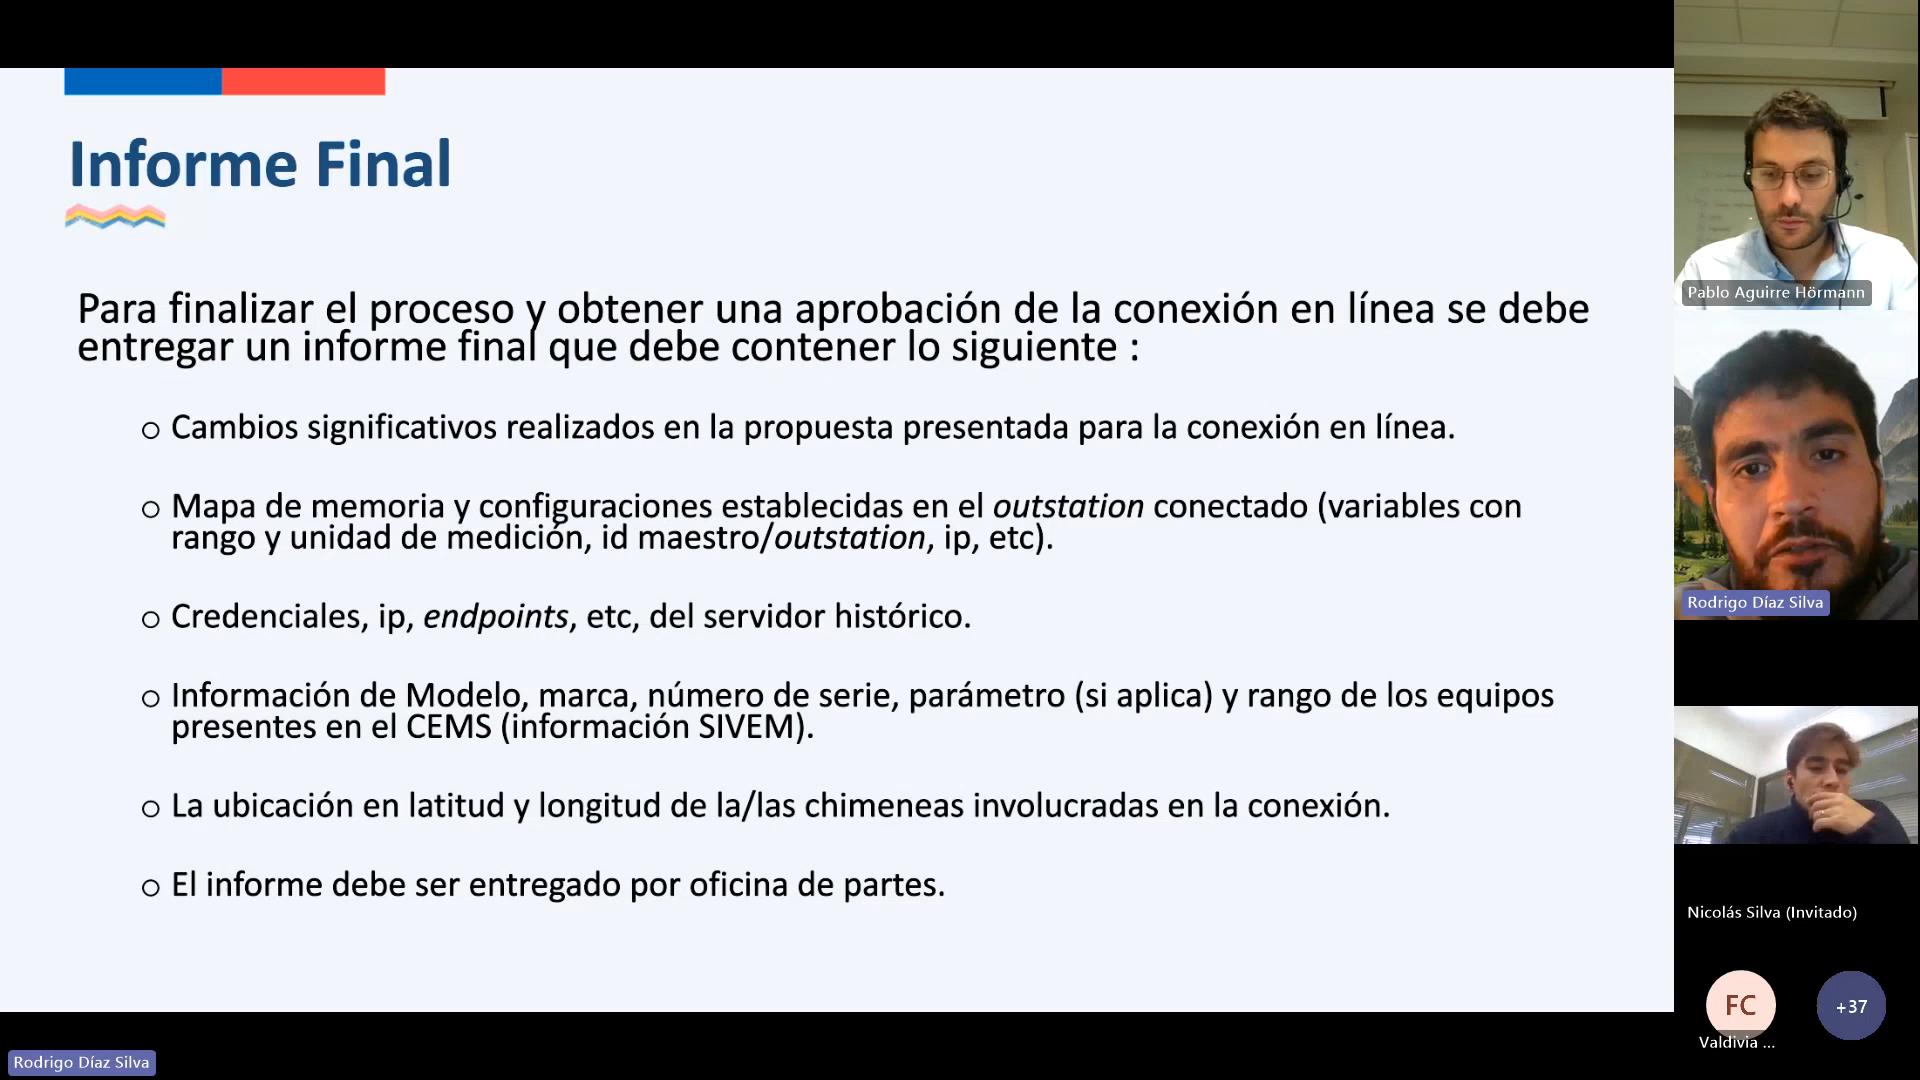 Informe Final
Para finalizar el proceso y obtener una aprobación de la conexión en línea se debe
entregar un informe final que debe contener lo siguiente :
o Cambios significativos realizados en la propuesta presentada para la conexión en línea.
o Mapa de memoria y configuraciones establecidas en el outstation conectado (variables con
rango y unidad de medición, id maestro/outstation, ip, etc).
o Credenciales, ip, endpoints, etc, del servidor histórico.
o Información de Modelo, marca, número de serie, parámetro (si aplica) y rango de los equipos
presentes en el CEMS (información SIVEM).
o La ubicación en latitud y longitud de la/las chimeneas involucradas en la conexión.
o El informe debe ser entregado por oficina de partes.
Pablo Aguirre Hörmann
Rodrigo Díaz Silva
Nicolás Silva (Invitado)
FC
+37
Valdivia ...
Rodrigo Díaz Silva